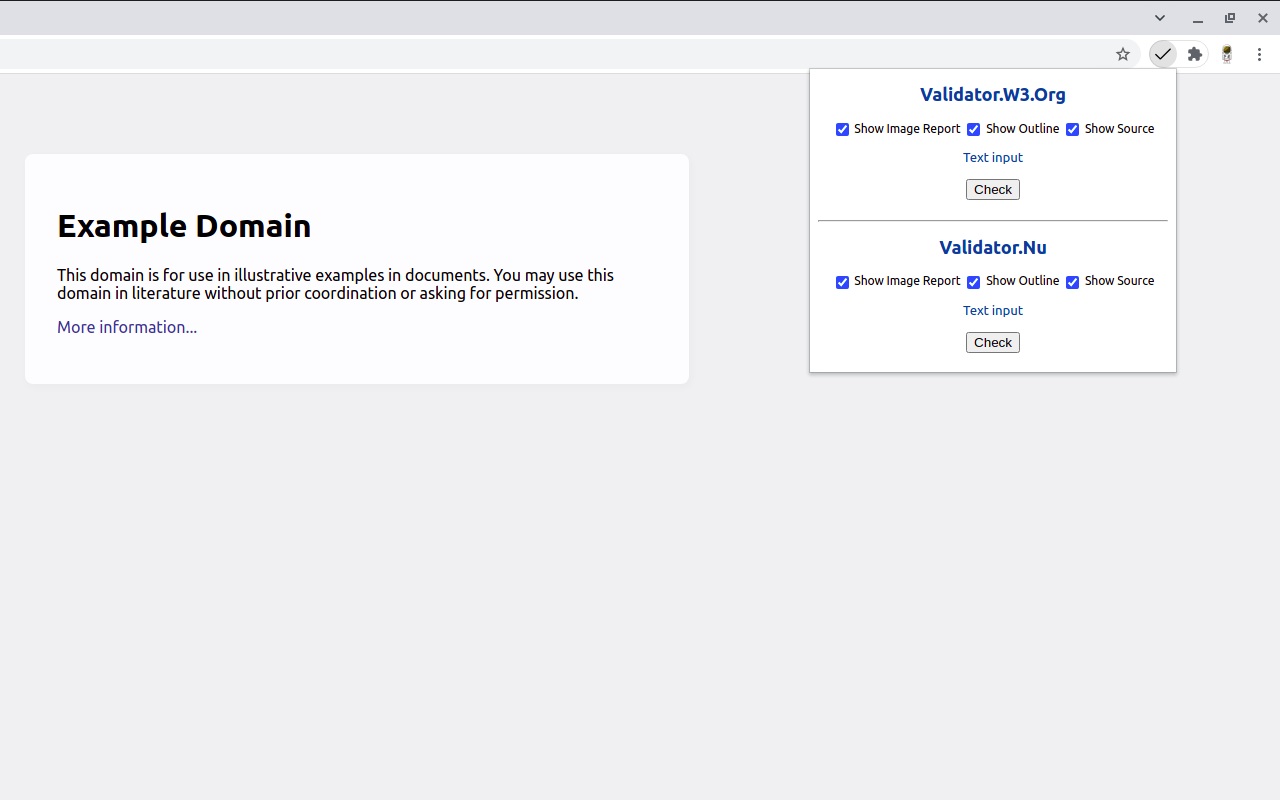 Validator.W3.Org
Show Image Report Show Outline Show Source
Text input
Check
Validator.Nu
Show Image Report Show Outline Show Source
Text input
Check
Example Domain
This domain is for use in illustrative examples in documents. You may use this
domain in literature without prior coordination or asking for permission.
More information...